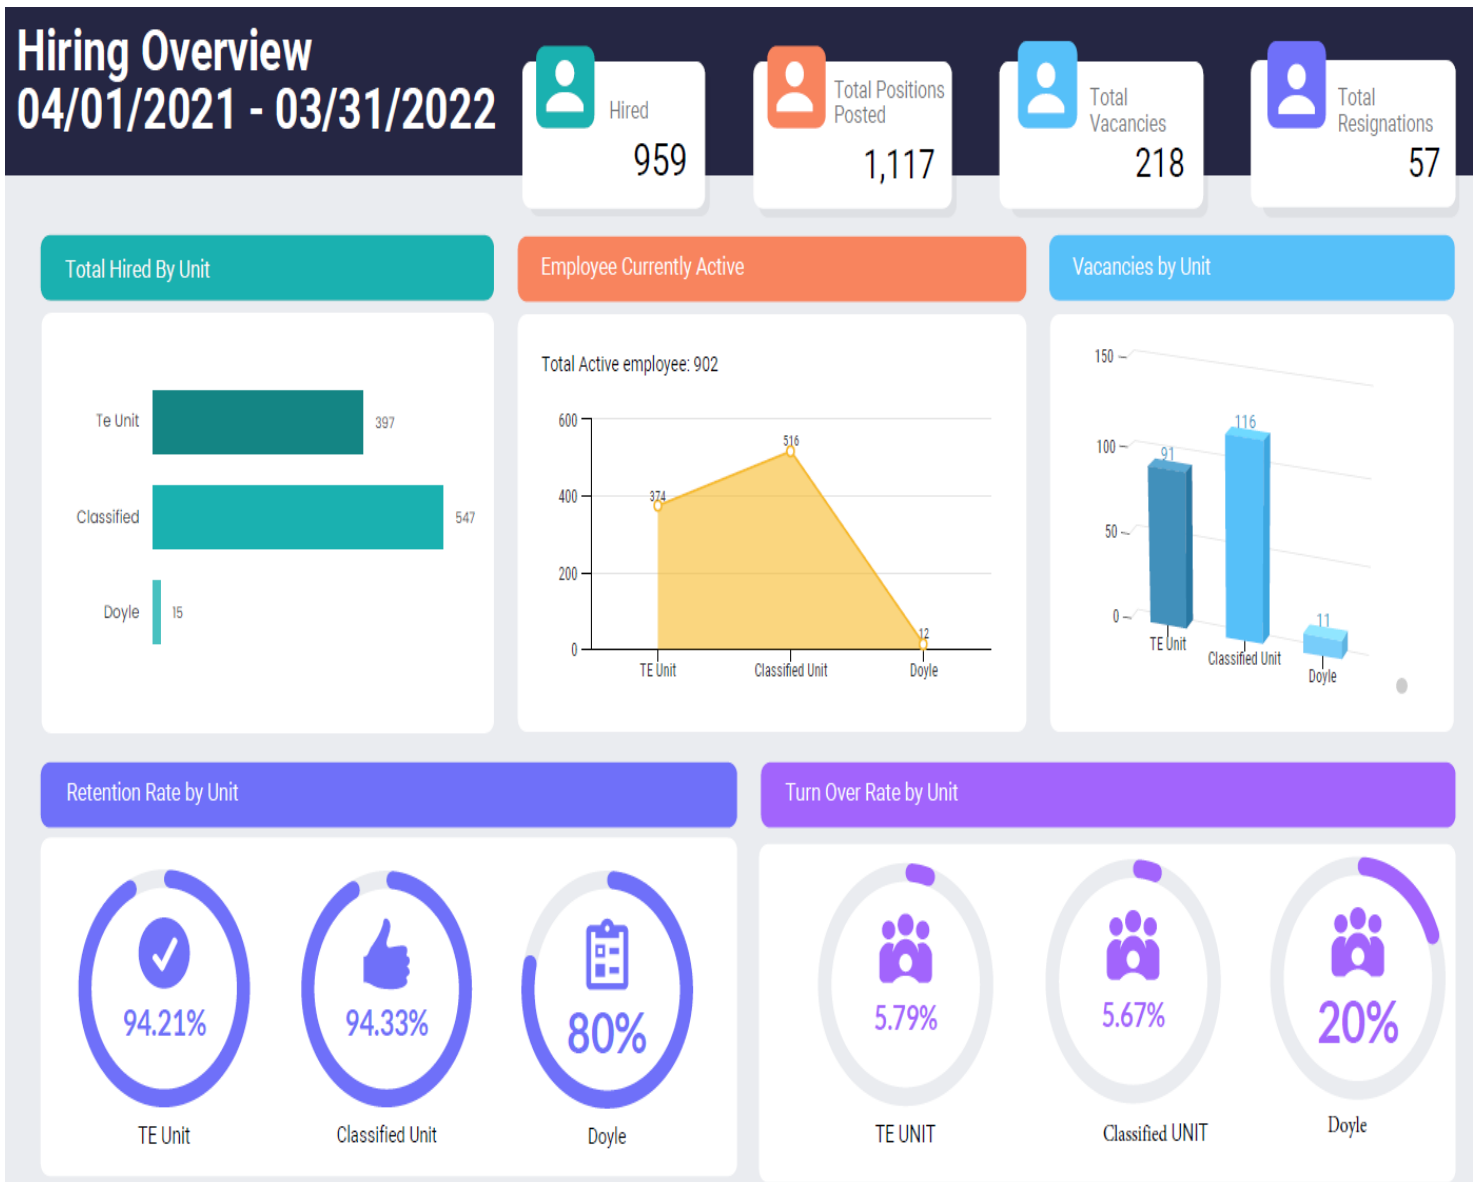 Hiring Overview
04/01/2021 - 03/31/2022
Hired
959
Total Positions
Posted
1,117
Total
Vacancies
218
Total
Resignations
57
Total Hired By Unit
Te Unit
397
Classified
547
Doyle
15
Employee Currently Active
Total Active employee: 902
600
400
200
0
374
516
12
TE Unit
Classified Unit
Doyle
Vacancies by Unit
150
100
50
0
91
116
11
TE Unit
Classified Unit
Doyle
Retention Rate by Unit
94.21%
TE Unit
94.33%
Classified Unit
80%
Doyle
Turn Over Rate by Unit
5.79%
TE UNIT
5.67%
Classified UNIT
20%
Doyle